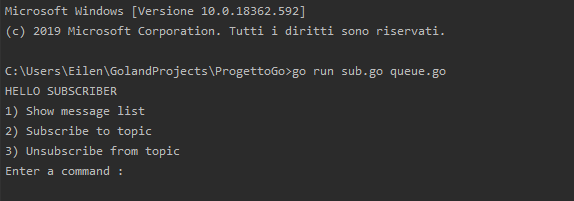 Microsoft Windows [Versione 10.0.18362.592]
(c) 2019 Microsoft Corporation. Tutti i diritti sono riservati.
C:\Users\Eilen\GolandProjects\ProgettoGo>go run sub.go queue.go
HELLO SUBSCRIBER
1) Show message list
2) Subscribe to topic
3) Unsubscribe from topic
Enter a command :